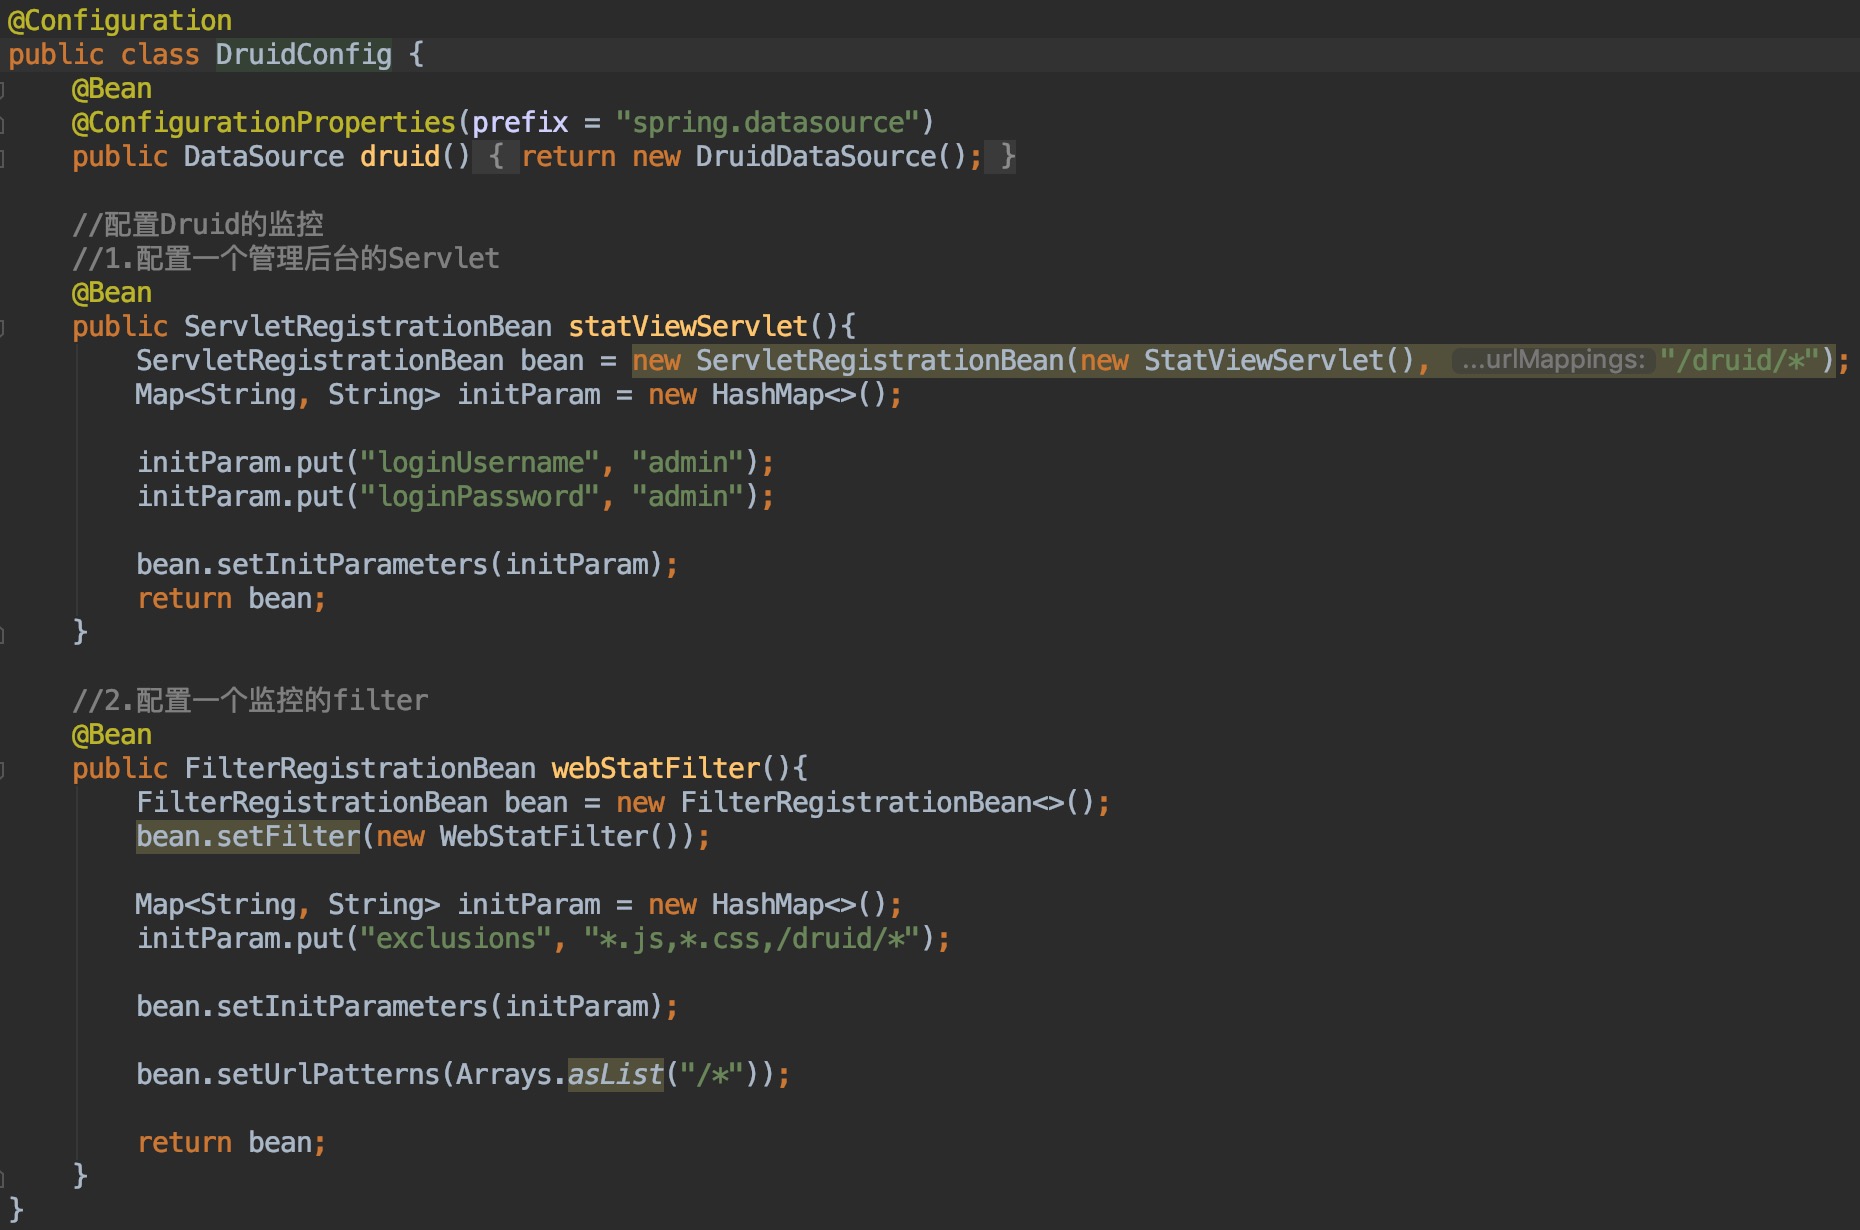 @Configuration
public class DruidConfig {
@Bean
@ConfigurationProperties(prefix = "spring.datasource")
public DataSource druid() { return new DruidDataSource(); }
//配置Druid的监控
//1.配置一个管理后台的Servlet
@Bean
public ServletRegistrationBean statViewServlet(){
ServletRegistrationBean bean = new ServletRegistrationBean(new StatViewServlet(), ...urlMappings: "/druid/*");
Map<String, String> initParam = new HashMap<>();
initParam.put("loginUsername", "admin");
initParam.put("loginPassword", "admin");
bean.setInitParameters(initParam);
return bean;
}
//2.配置一个监控的filter
@Bean
public FilterRegistrationBean webStatFilter(){
FilterRegistrationBean bean = new FilterRegistrationBean<>();
bean.setFilter(new WebStatFilter());
Map<String, String> initParam = new HashMap<>();
initParam.put("exclusions", "*.js,*.css,/druid/*");
bean.setInitParameters(initParam);
bean.setUrlPatterns(Arrays.asList("/*"));
return bean;
}
}